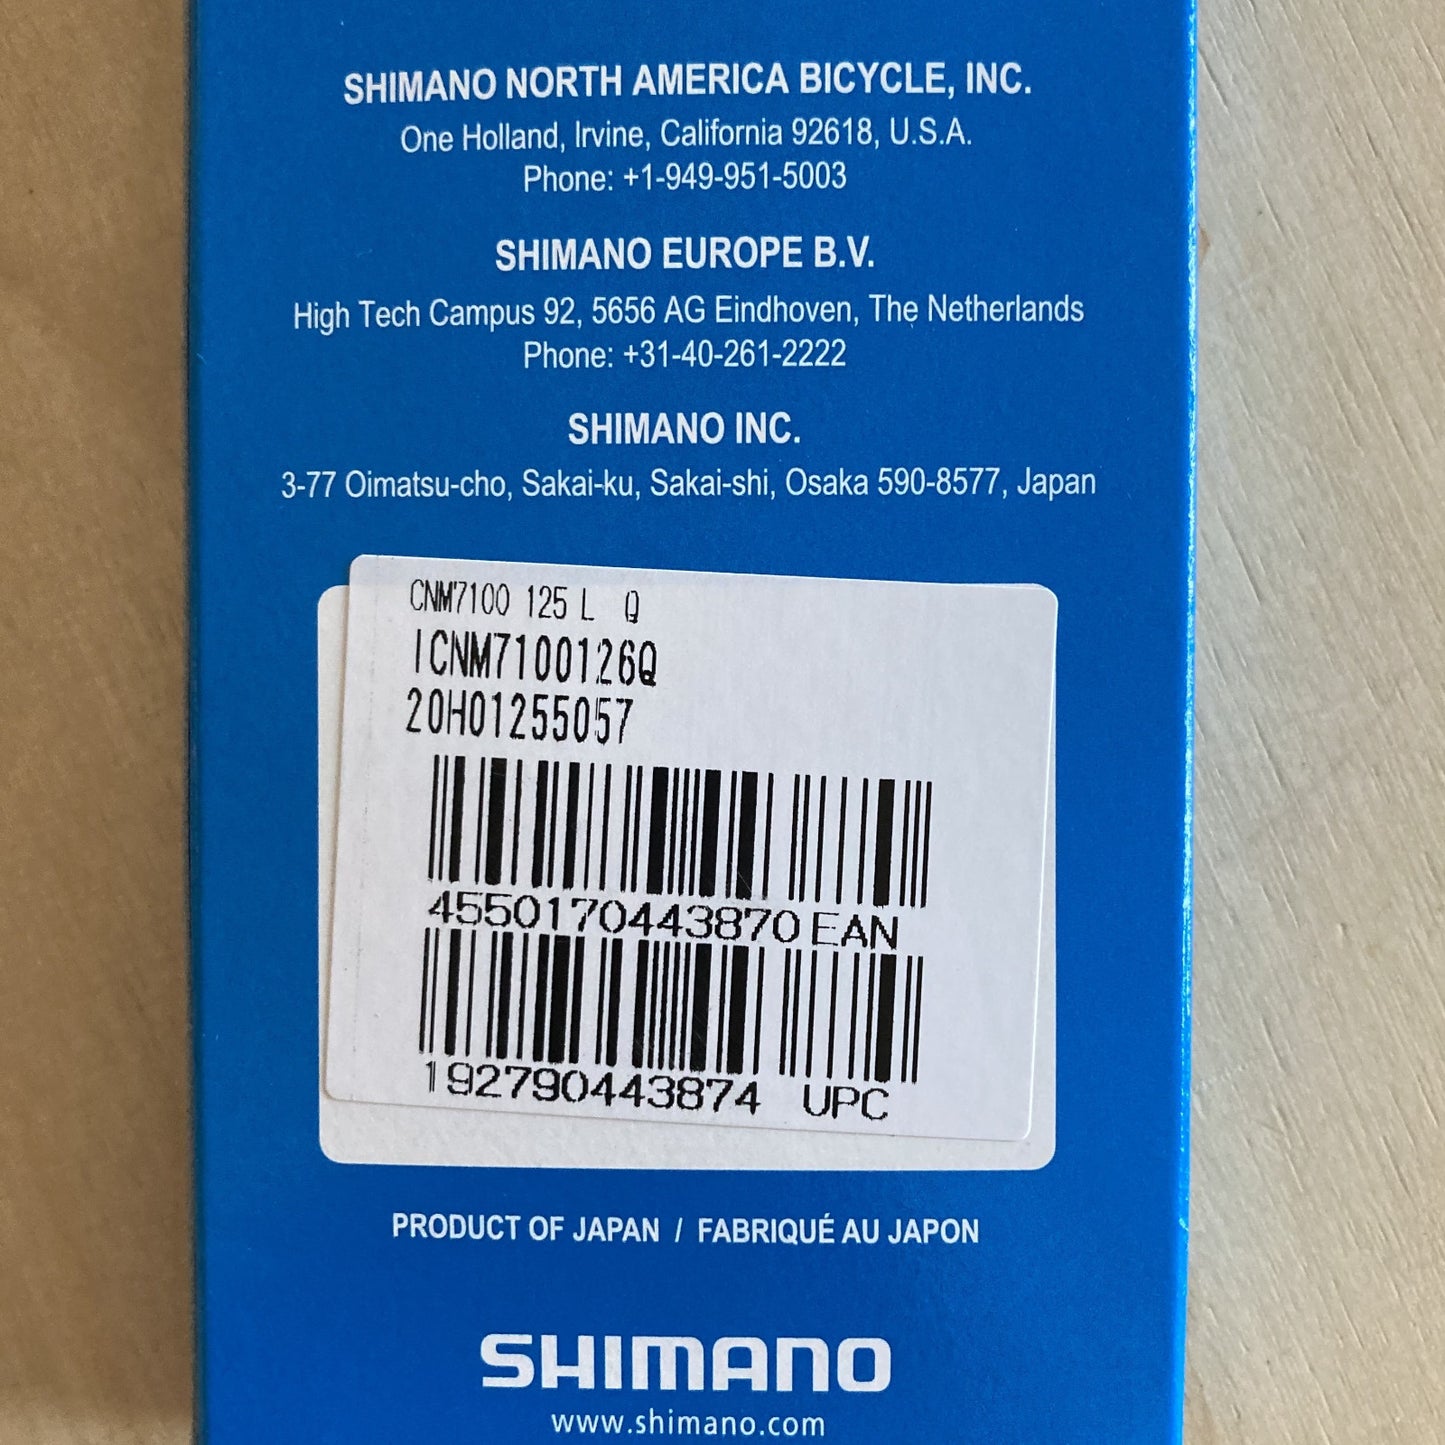 SHIMANO NORTH AMERICA BICYCLE, INC.
One Holland, Irvine, California 92618, U.S.A.
Phone: +1-949-951-5003
SHIMANO EUROPE B.V.
High Tech Campus 92, 5656 AG Eindhoven, The Netherlands
Phone: +31-40-261-2222
SHIMANO INC.
3-77 Oimatsu-cho, Sakai-ku, Sakai-shi, Osaka 590-8577, Japan
CNM7100 125 L Q
ICNM7100126Q
20H01255057
4550170443870 EAN
192790443874 UPC
PRODUCT OF JAPAN / FABRIQUÉ AU JAPON
SHIMANO
www.shimano.com